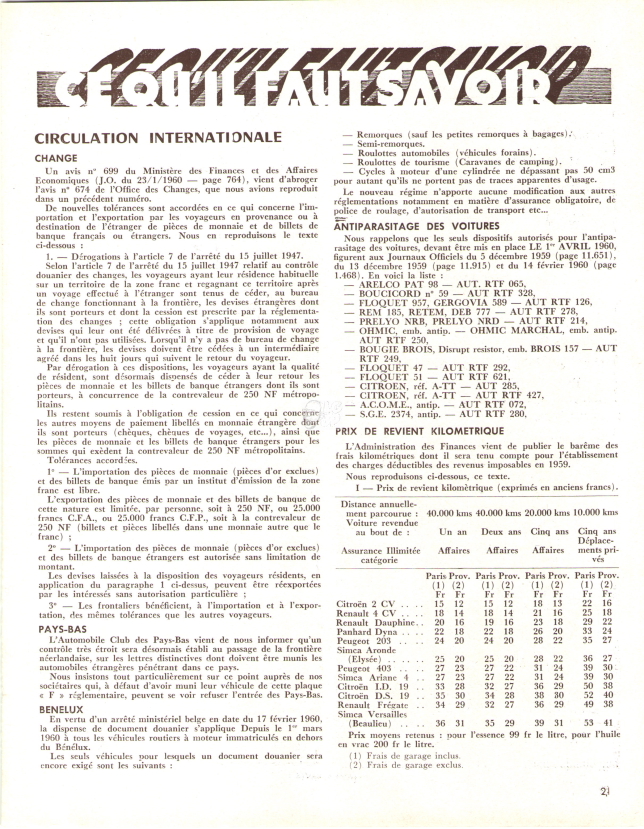 CE QU'IL FAUT SAVOIR
CIRCULATION INTERNATIONALE
CHANGE
Un avis n° 699 du Ministère des Finances et des Affaires
Economiques (J.O. du 23/1/1960 — page 764), vient d'abroger
l'avis n° 674 de l'Office des Changes, que nous avions reproduit
dans un précédent numéro.
De nouvelles tolérances sont accordées en ce qui concerne l'im-
portation et l'exportation par les voyageurs en provenance ou à
destination de l'étranger de pièces de monnaie et de billets de
banque français ou étrangers. Nous en reproduisons le texte
ci-dessous :
1. — Dérogations à l'article 7 de l'arrêté du 15 juillet 1947.
Selon l'article 7 de l'arrêté du 15 juillet 1947 relatif au contrôle
douanier des changes, les voyageurs ayant leur résidence habituelle
sur un territoire de la zone franc et regagnant ce territoire après
un voyage effectué à l'étranger sont tenus de céder, au bureau
de change fonctionnant à la frontière, les devises étrangères dont
ils sont porteurs et dont la cession est prescrite par la réglementa-
tion des changes ; cette obligation s'applique notamment aux
devises qui leur ont été délivrées à titre de provision de voyage
et qu'il n'ont pas utilisées. Lorsqu'il n'y a pas de bureau de change
à la frontière, les devises doivent être cédées à un intermédiaire
agréé dans les huit jours qui suivent le retour du voyageur.
Par dérogation à ces dispositions, les voyageurs ayant la qualité
de résident, sont désormais dispensés de céder à leur retour les
pièces de monnaie et les billets de banque étrangers dont ils sont
porteurs, à concurrence de la contrevaleur de 250 NF métropo-
litains.
Ils restent soumis à l'obligation de cession en ce qui concerne
les autres moyens de paiement libellés en monnaie étrangère dont
ils sont porteurs (chèques, chèques de voyages, etc...), ainsi que
les pièces de monnaie et les billets de banque étrangers pour les
sommes qui exèdent la contrevaleur de 250 NF métropolitains.
Tolérances accordées.
1° — L'importation des pièces de monnaie (pièces d'or exclues)
et des billets de banque émis par un institut d'émission de la zone
franc est libre.
L'exportation des pièces de monnaie et des billets de banque de
cette nature est limitée, par personne, soit à 250 NF, ou 25.000
francs C.F.A., ou 25.000 francs C.F.P., soit à la contrevaleur de
250 NF (billets et pièces libellés dans une monnaie autre que le
franc) ;
2° — L'importation des pièces de monnaie (pièces d'or exclues)
et des billets de banque étrangers est autorisée sans limitation de
montant.
Les devises laissées à la disposition des voyageurs résidents, en
application du paragraphe 1 ci-dessus, peuvent être réexportées
par les intéressés sans autorisation particulière ;
3° — Les frontaliers bénéficient, à l'importation et à l'expor-
tation, des mêmes tolérances que les autres voyageurs.
PAYS-BAS
L'Automobile Club des Pays-Bas vient de nous informer qu'un
contrôle très étroit sera désormais établi au passage de la frontière
néerlandaise, sur les lettres distinctives dont doivent être munis les
automobiles étrangères pénétrant dans ce pays.
Nous insistons tout particulièrement sur ce point auprès de nos
sociétaires qui, à défaut d'avoir muni leur véhicule de cette plaque
« F » réglementaire, peuvent se voir refuser l'entrée des Pays-Bas.
BENELUX
En vertu d'un arrêté ministériel belge en date du 17 février 1960,
la dispense de document douanier s'applique Depuis le 1er mars
1960 à tous les véhicules routiers à moteur immatriculés en dehors
du Bénélux.
Les seuls véhicules pour lesquels un document douanier sera
encore exigé sont les suivants :
— Remorques (sauf les petites remorques à bagages).
— Semi-remorques.
— Roulottes automobiles (véhicules forains).
— Roulottes de tourisme (Caravanes de camping).
— Cycles à moteur d'une cylindrée ne dépassant pas 50 cm3
pour autant qu'ils ne portent pas de traces apparentes d'usage.
Le nouveau régime n'apporte aucune modification aux autres
réglementations notamment en matière d'assurance obligatoire, de
police de roulage, d'autorisation de transport etc...
ANTIPARASITAGE DES VOITURES
Nous rappelons que les seuls dispositifs autorisés pour l'antipa-
rasitage des voitures, devant être mis en place LE 1er AVRIL 1960,
figurent aux Journaux Officiels du 5 décembre 1959 (page 11.651),
du 13 décembre 1959 (page 11.915) et du 14 février 1960 (page
1.468). En voici la liste :
— ARELCO PAT 98 — AUT. RTF 065,
— BOUCICORD n° 59 — AUT RTF 328,
— FLOQUET 957, GERGOVIA 589 — AUT RTF 126,
— REM 185, RETEM, DEB 777 — AUT RTF 278,
— PRELYO NRB, PRELYO NRD — AUT RTF 214,
— OHMIC, emb. antip. — OHMIC MARCHAL, emb. antip.
AUT RTF 250,
— BOUGIE BROIS, Disrupt resistor, emb. BROIS 157 — AUT
RTF 249,
— FLOQUET 47 — AUT RTF 292,
— FLOQUET 51 — AUT RTF 621,
— CITROEN, réf. A-TT — AUT 285,
— CITROEN, réf. A-TT — AUT RTF 427,
— A.C.O.M.E., antip. — AUT RTF 072,
— S.G.E. 2374, antip. — AUT RTF 280,
PRIX DE REVIENT KILOMETRIQUE
L'Administration des Finances vient de publier le barême des
frais kilométriques dont il sera tenu compte pour l'établissement
des charges déductibles des revenus imposables en 1959.
Nous reproduisons ci-dessous, ce texte.
I — Prix de revient kilomètrique (exprimés en anciens francs).
Distance annuelle-
ment parcourue : 40.000 kms 40.000 kms 20.000 kms 10.000 kms
Voiture revendue
au bout de : Un an Deux ans Cinq ans Cinq ans
Déplace-
Assurance Illimitée Affaires Affaires Affaires ments pri-
catégorie vés
Paris Prov. Paris Prov. Paris Prov. Paris Prov.
(1) (2) (1) (2) (1) (2) (1) (2)
Fr Fr Fr Fr Fr Fr Fr Fr
Citroën 2 CV .... 15 12 15 12 18 13 22 16
Renault 4 CV .... 18 14 18 14 21 16 25 18
Renault Dauphine.. 20 16 19 16 23 18 29 22
Panhard Dyna .... 22 18 22 18 26 20 33 24
Peugeot 203 .... 24 20 24 20 28 22 35 27
Simca Aronde
(Elysée) ..... 25 20 25 20 28 22 36 27
Peugeot 403 .... 27 23 27 22 31 24 39 30
Simca Ariane 4 .. 27 23 27 22 31 24 39 30
Citroën I.D. 19 .. 33 28 32 27 36 29 50 38
Citroën D.S. 19 .. 35 30 34 28 38 30 52 40
Renault Frégate .. 34 29 32 27 36 29 49 38
Simca Versailles
(Beaulieu) .... 36 31 35 29 39 31 53 41
Prix moyens retenus : pour l'essence 99 fr le litre, pour l'huile
en vrac 200 fr le litre.
(1) Frais de garage inclus.
(2) Frais de garage exclus.
21